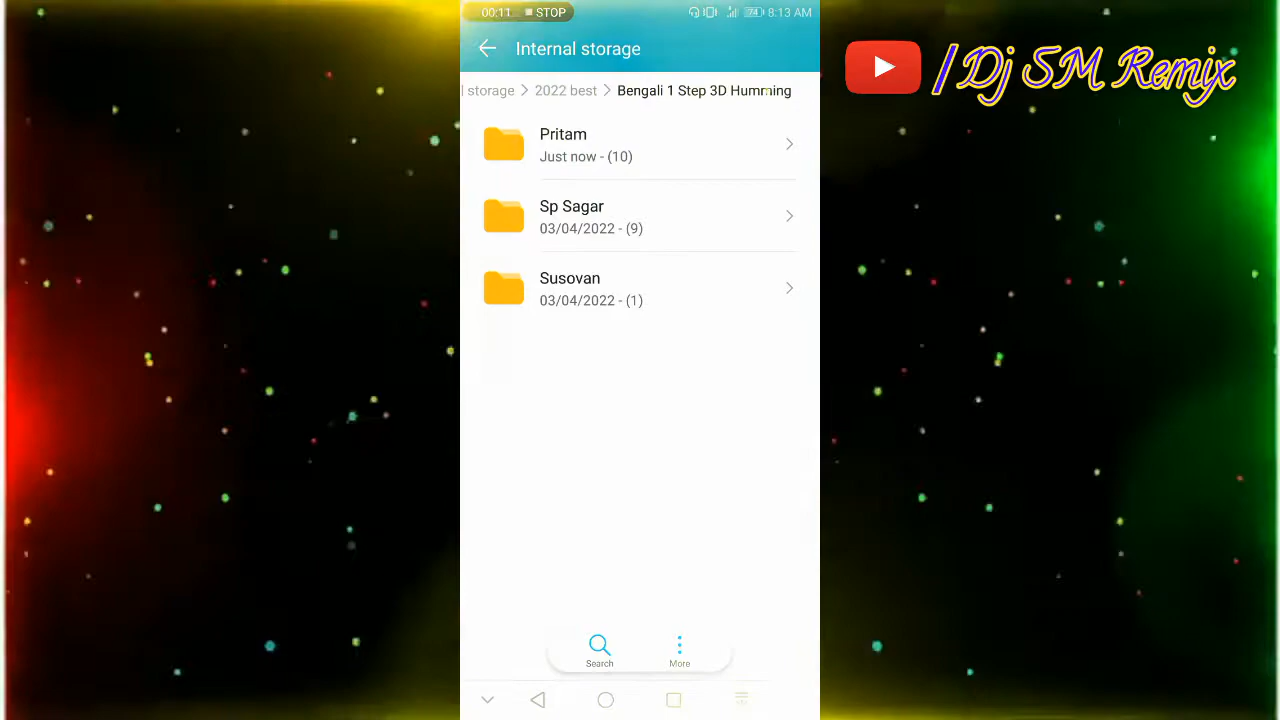 00:11 STOP 8:13 AM
/Dj SM Remix
Internal storage
l storage > 2022 best > Bengali 1 Step 3D Humming
Pritam
Just now - (10)
Sp Sagar
03/04/2022 - (9)
Susovan
03/04/2022 - (1)
Search More